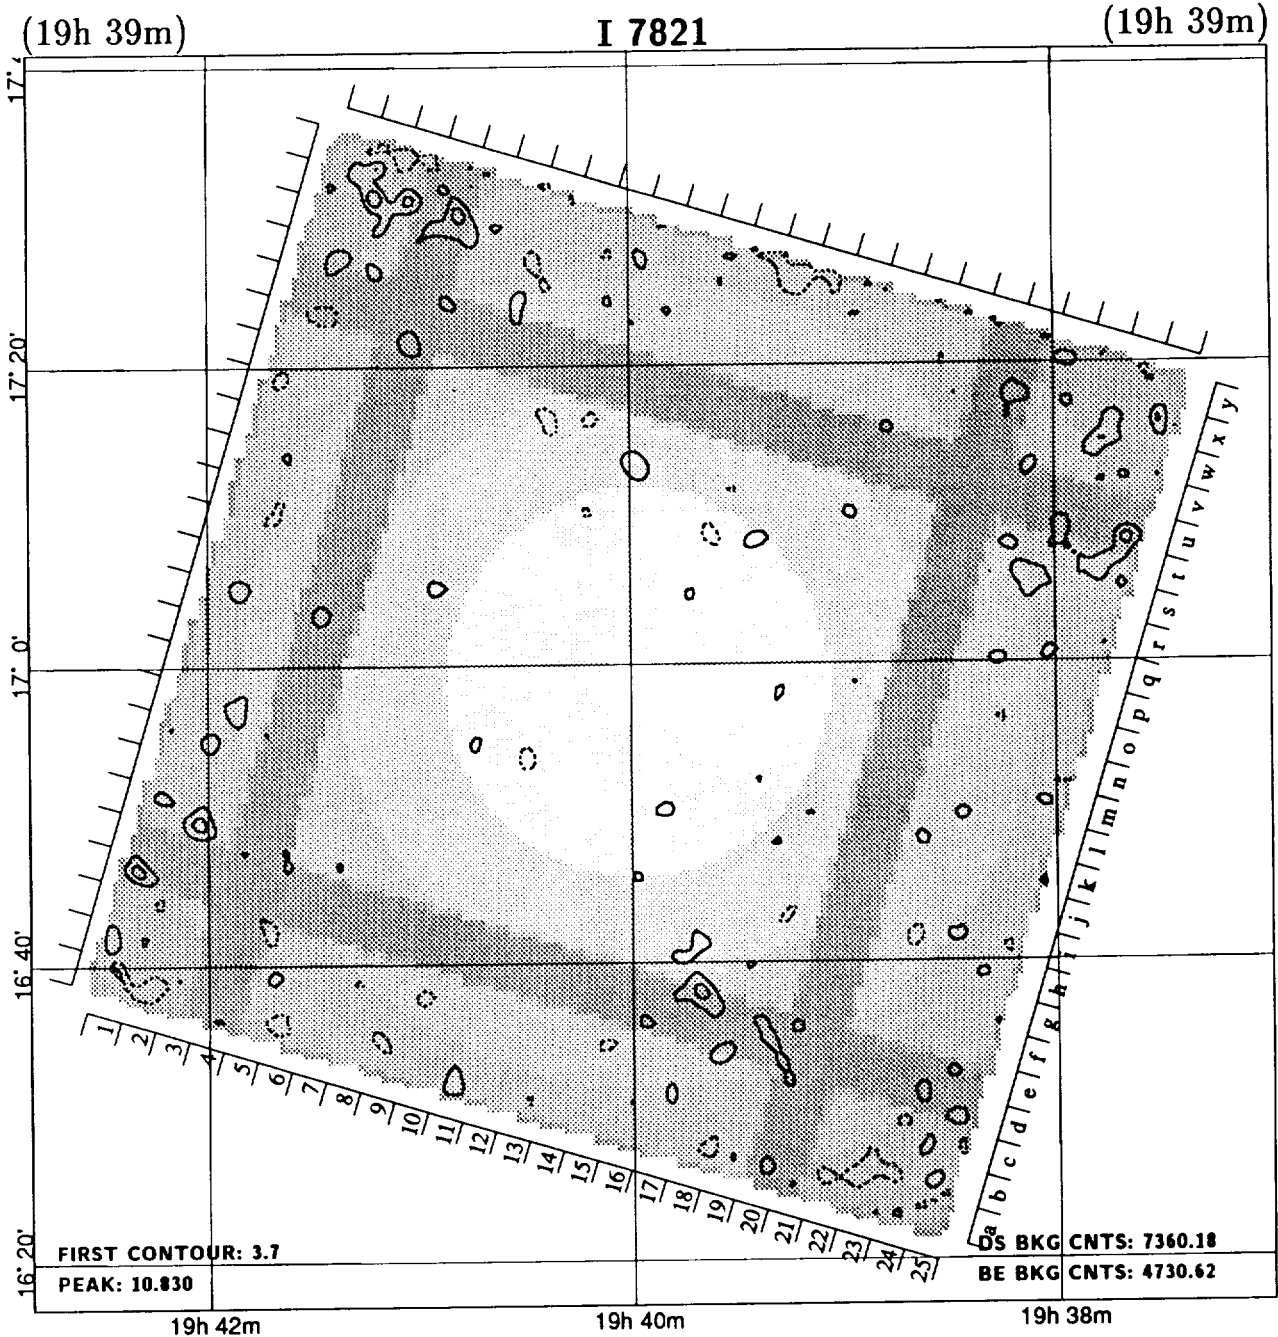 (19h 39m) I 7821 (19h 39m)
17°
17° 20'
17° 0'
16° 40'
16° 20'
y
x
w
v
u
t
s
r
q
p
o
n
m
l
k
j
i
h
g
f
e
d
c
b
a
1 2 3 4 5 6 7 8 9 10 11 12 13 14 15 16 17 18 19 20 21 22 23 24 25
FIRST CONTOUR: 3.7
PEAK: 10.830
DS BKG CNTS: 7360.18
BE BKG CNTS: 4730.62
19h 42m 19h 40m 19h 38m